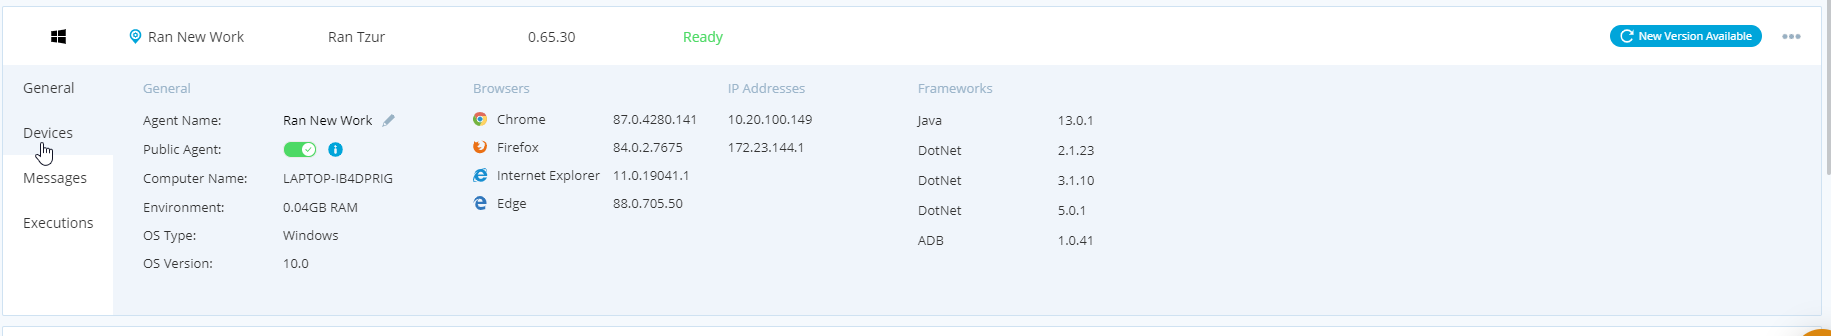 Ran New Work Ran Tzur 0.65.30 Ready New Version Available
General
Devices
Messages
Executions
General
Agent Name: Ran New Work
Public Agent:
Computer Name: LAPTOP-IB4DPRIG
Environment: 0.04GB RAM
OS Type: Windows
OS Version: 10.0
Browsers
Chrome 87.0.4280.141
Firefox 84.0.2.7675
Internet Explorer 11.0.19041.1
Edge 88.0.705.50
IP Addresses
10.20.100.149
172.23.144.1
Frameworks
Java 13.0.1
DotNet 2.1.23
DotNet 3.1.10
DotNet 5.0.1
ADB 1.0.41